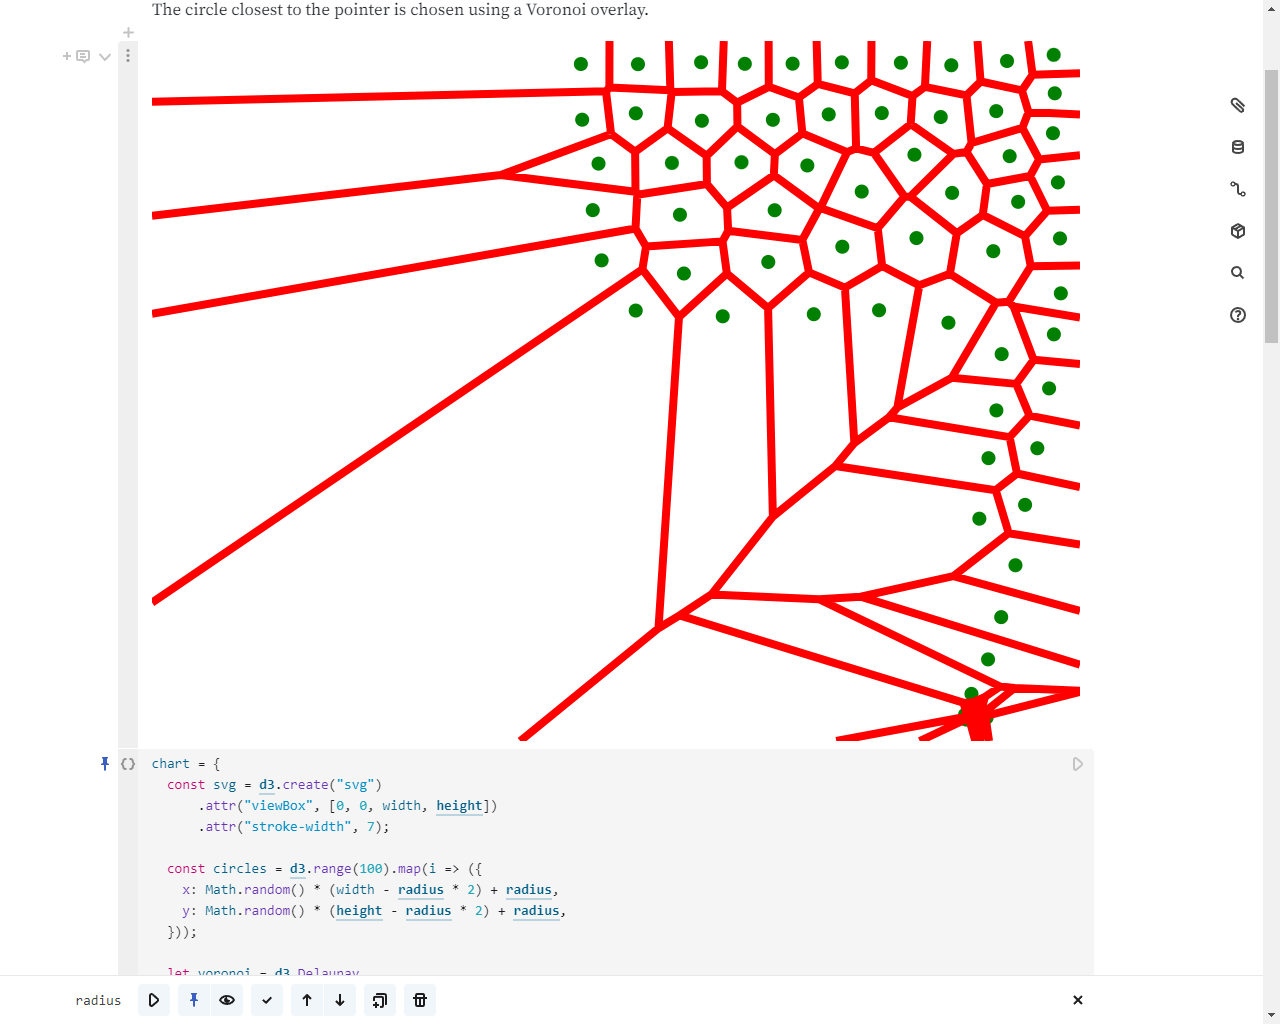 The circle closest to the pointer is chosen using a Voronoi overlay.
chart = {
const svg = d3.create("svg")
.attr("viewBox", [0, 0, width, height])
.attr("stroke-width", 7);
const circles = d3.range(100).map(i => ({
x: Math.random() * (width - radius * 2) + radius,
y: Math.random() * (height - radius * 2) + radius,
}));
let voronoi = d3.Delaunay
radius